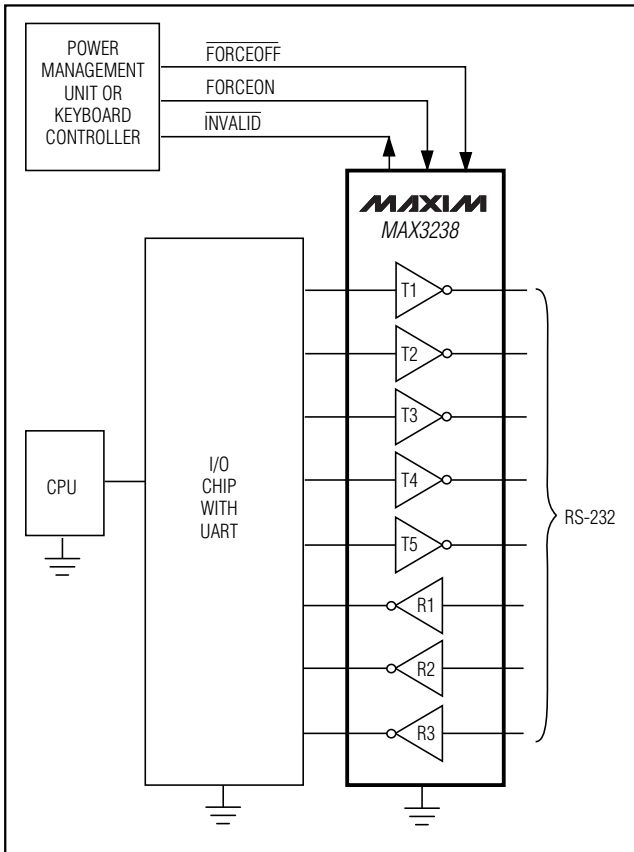 POWER
MANAGEMENT
UNIT OR
KEYBOARD
CONTROLLER
FORCEOFF
FORCEON
INVALID
MAXIM
MAX3238
T1
T2
T3
T4
T5
R1
R2
R3
CPU
I/O
CHIP
WITH
UART
RS-232